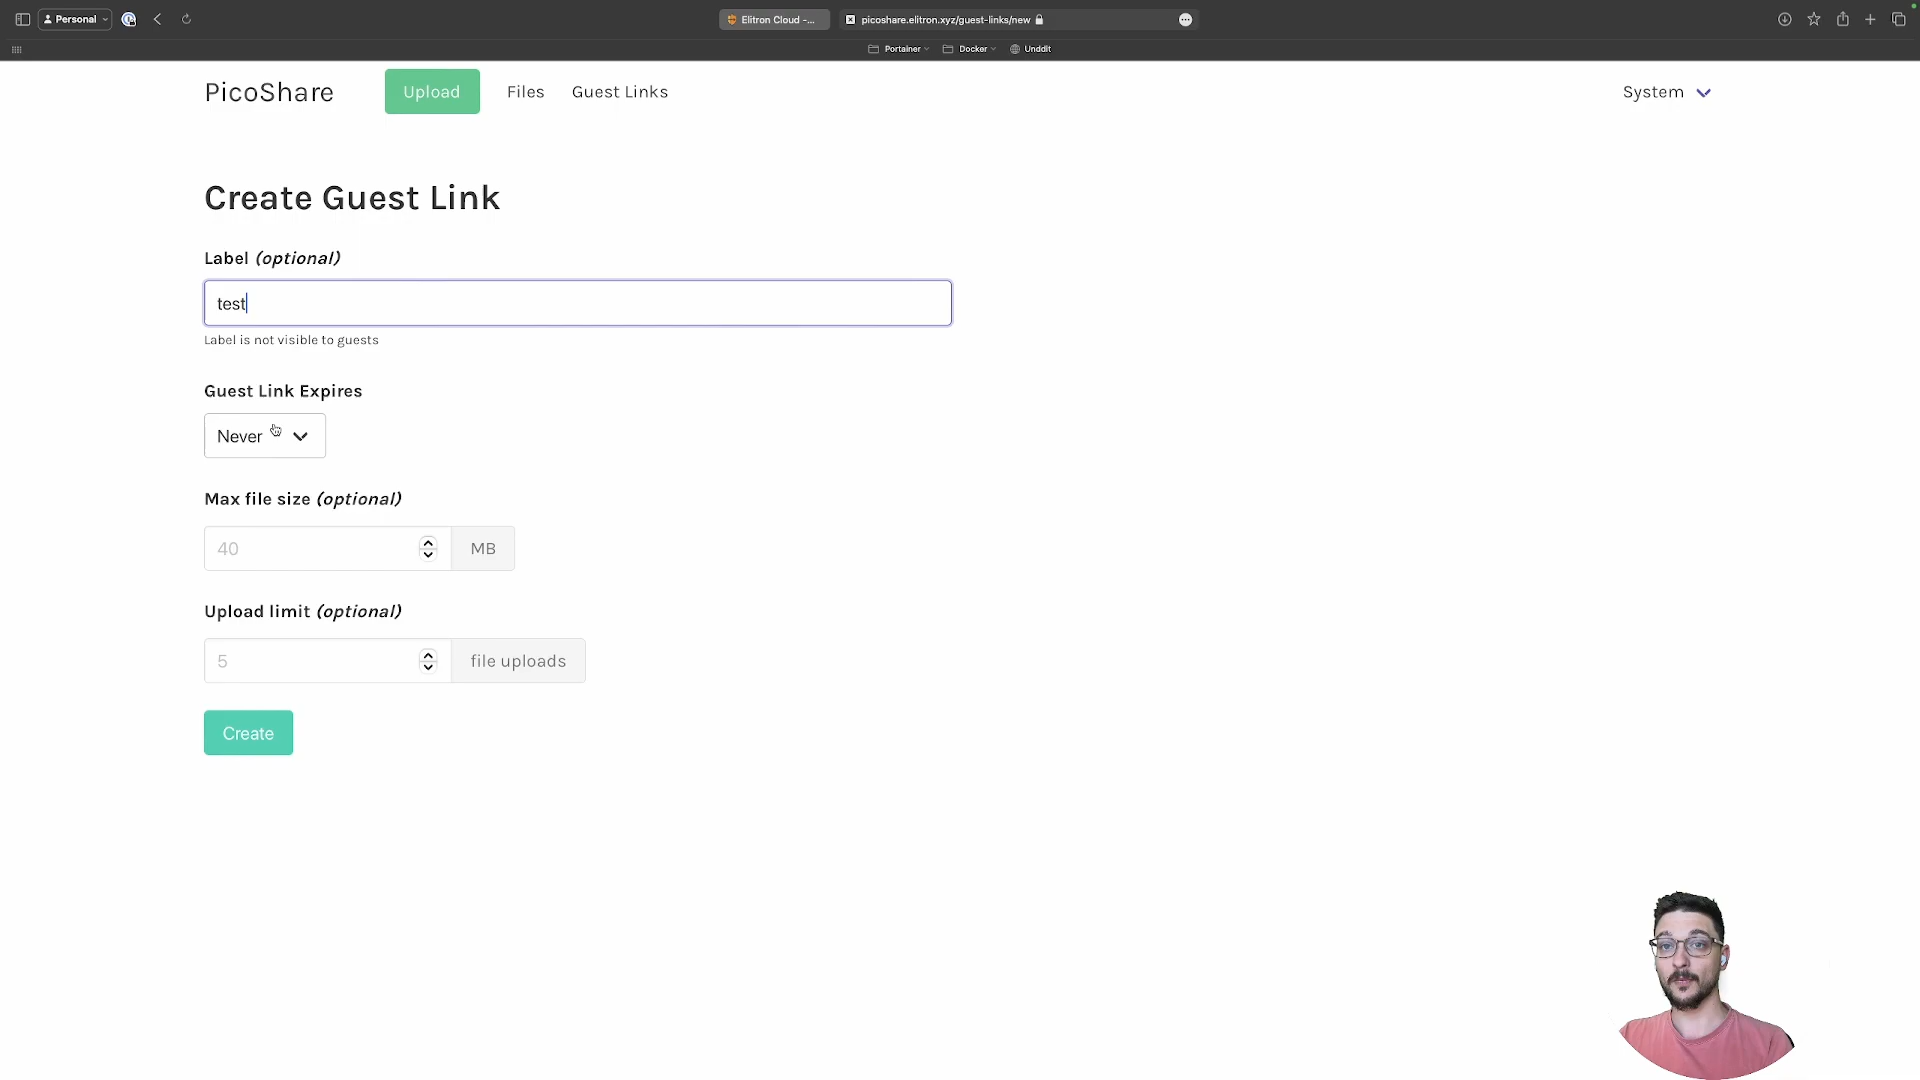 Personal
Elitron Cloud -...
picoshare.elitron.xyz/guest-links/new
Portainer
Docker
Unddit
PicoShare
Upload
Files
Guest Links
System
Create Guest Link
Label (optional)
test
Label is not visible to guests
Guest Link Expires
Never
Max file size (optional)
40
MB
Upload limit (optional)
5
file uploads
Create